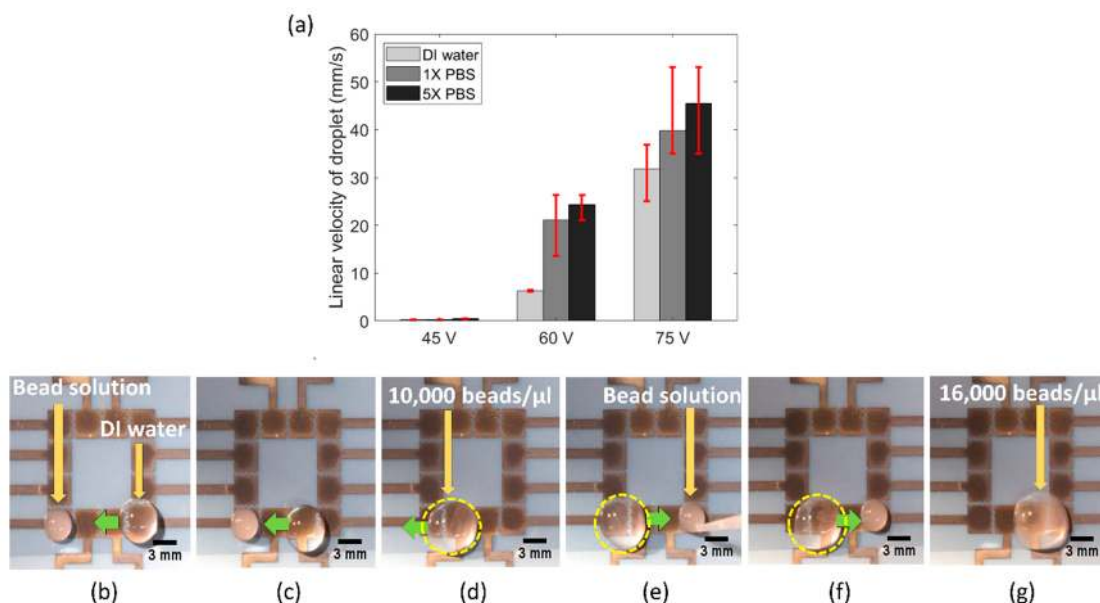 (a)
Linear velocity of droplet (mm/s)
60
50
40
30
20
10
0
DI water
1X PBS
5X PBS
45 V
60 V
75 V
Bead solution
DI water
3 mm
(b)
3 mm
(c)
10,000 beads/µl
3 mm
(d)
Bead solution
3 mm
(e)
3 mm
(f)
16,000 beads/µl
3 mm
(g)